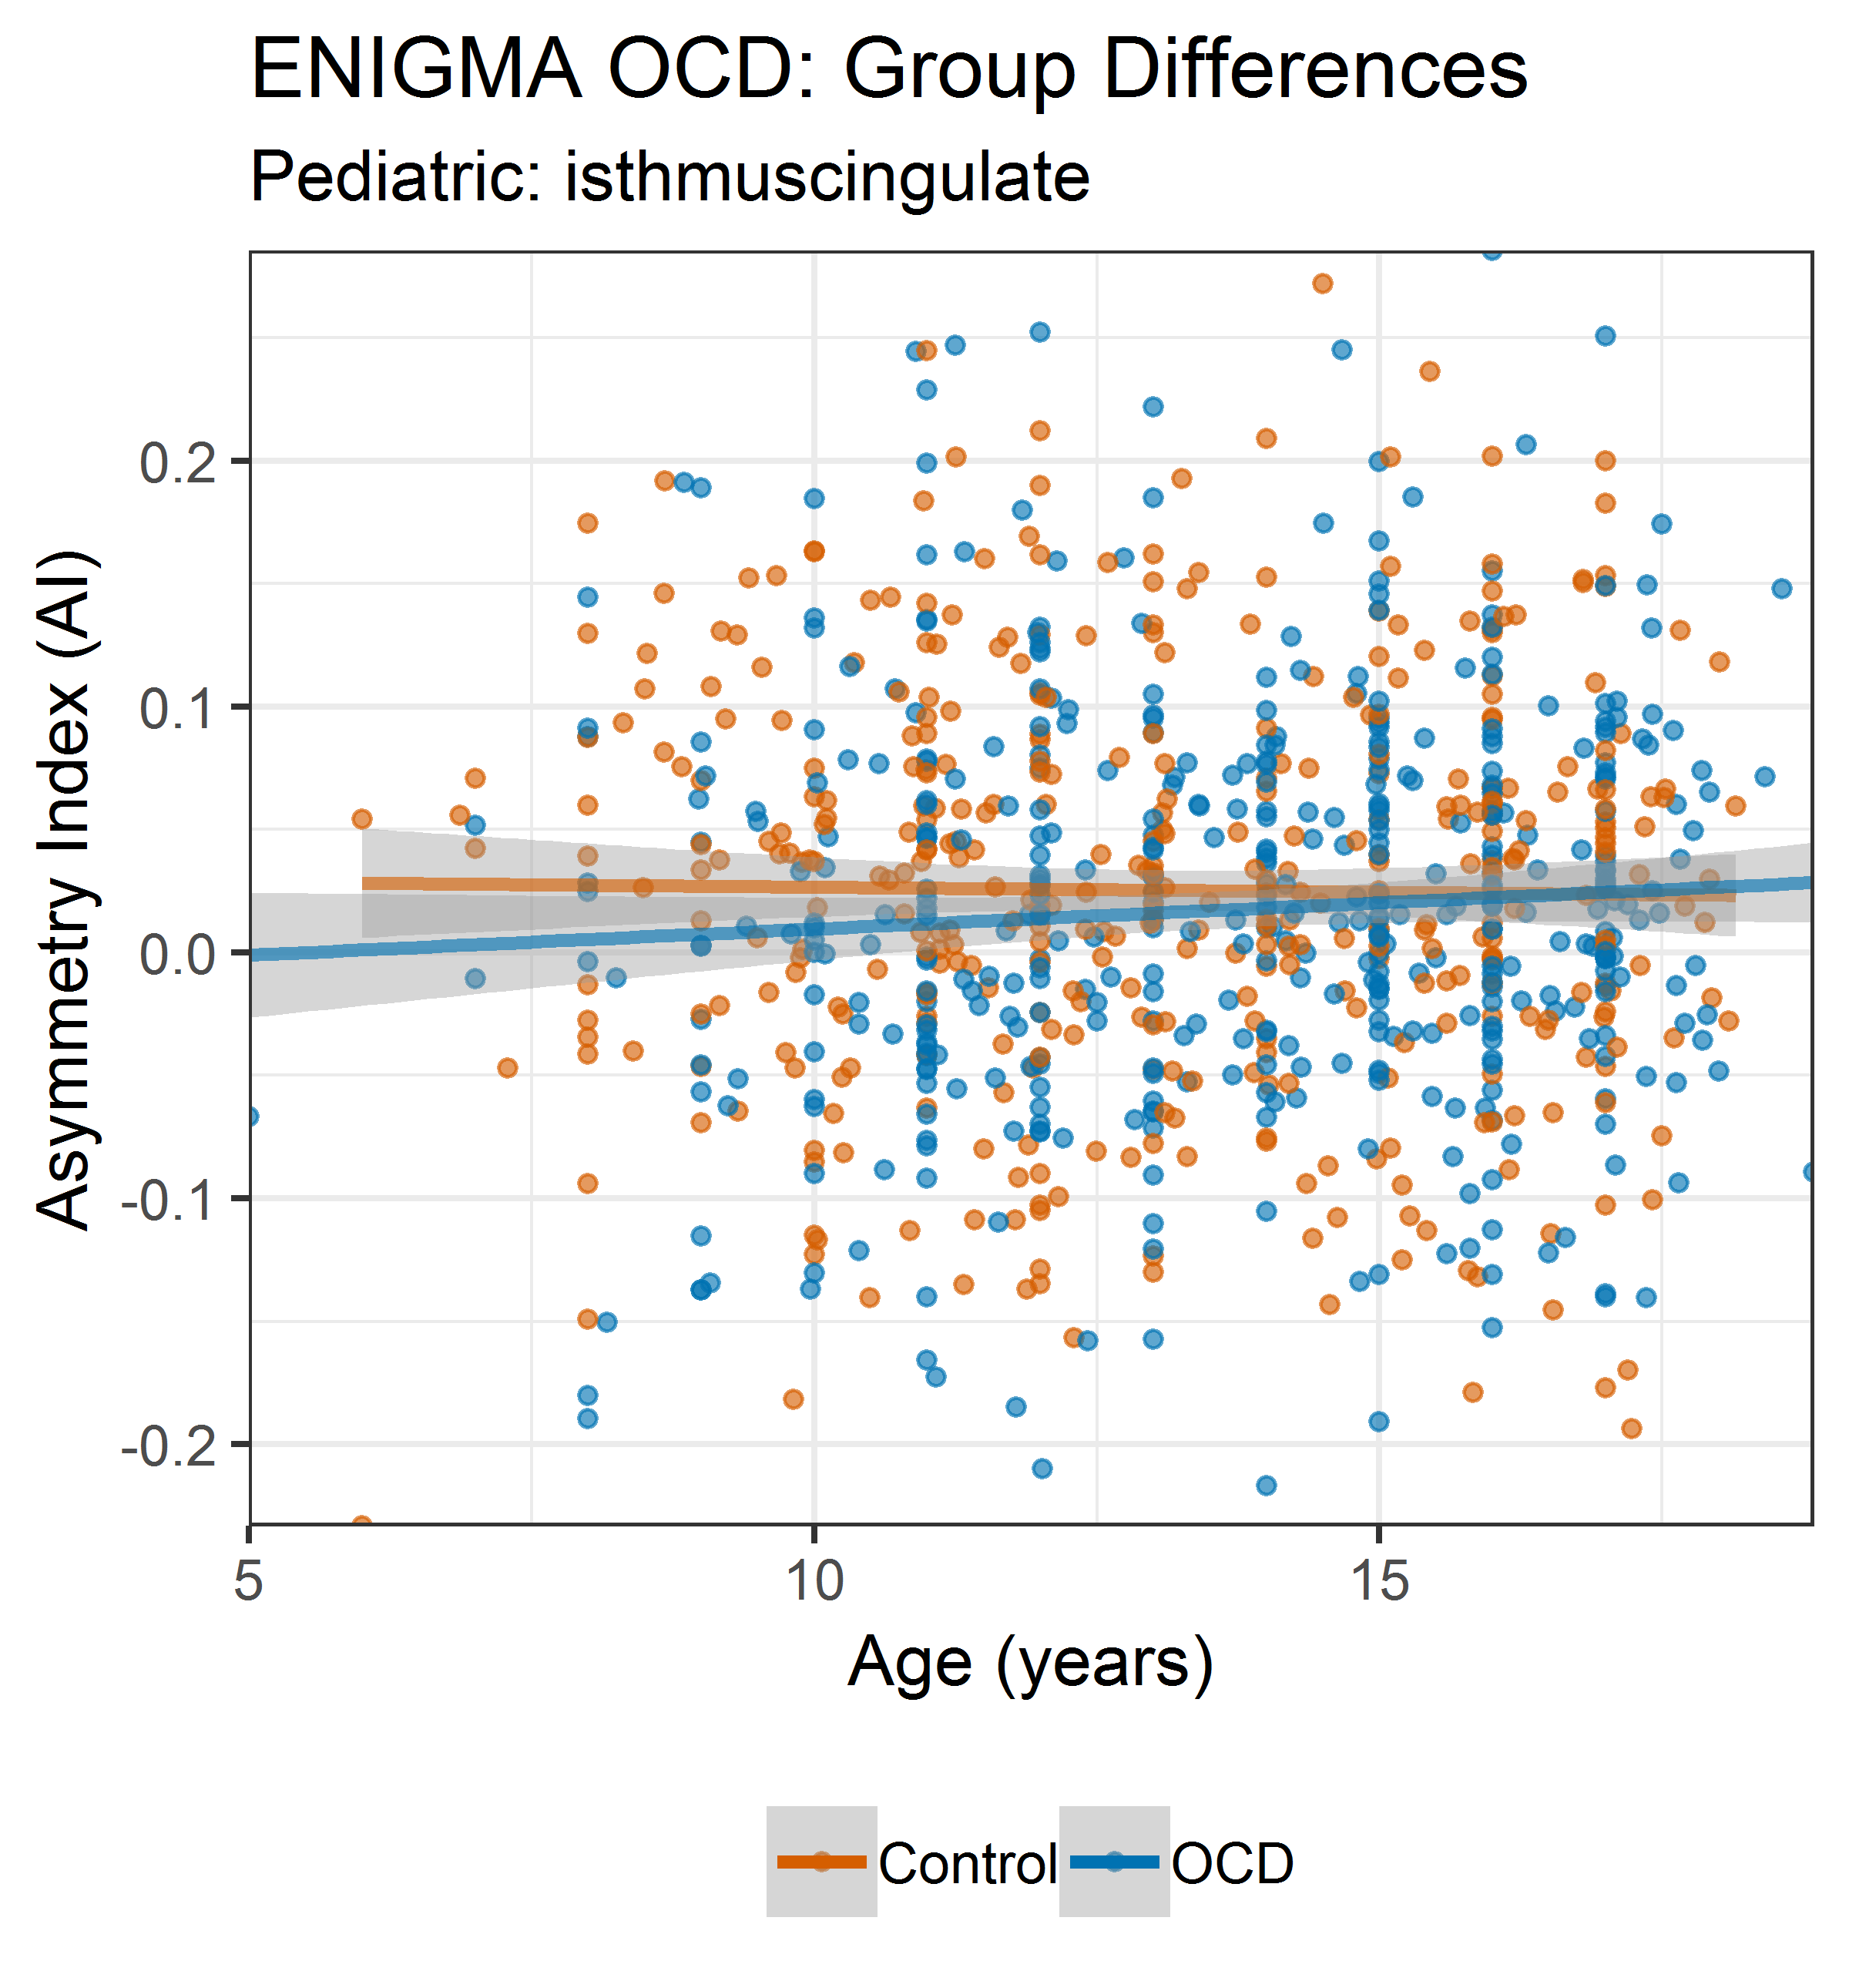 ENIGMA OCD: Group Differences
Pediatric: isthmuscingulate
Asymmetry Index (AI)
0.2
0.1
0.0
-0.1
-0.2
5 10 15
Age (years)
Control OCD